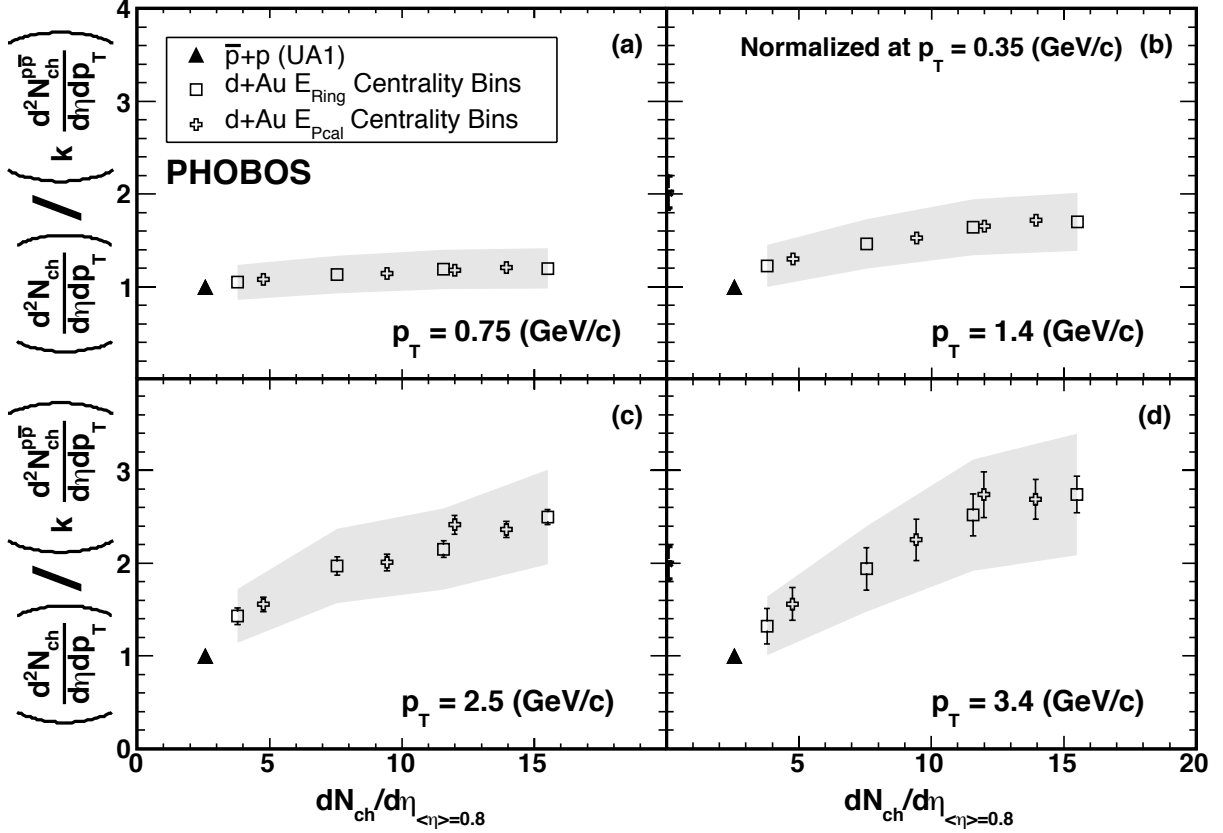 (d²N_ch / dηdp_T) / (k d²N_ch^{pp̅} / dηdp_T)
4
3
2
1
p̅+p (UA1)
d+Au E_Ring Centrality Bins
d+Au E_Pcal Centrality Bins
PHOBOS
(a)
p_T = 0.75 (GeV/c)
Normalized at p_T = 0.35 (GeV/c)
(b)
p_T = 1.4 (GeV/c)
(d²N_ch / dηdp_T) / (k d²N_ch^{pp̅} / dηdp_T)
3
2
1
0
(c)
p_T = 2.5 (GeV/c)
(d)
p_T = 3.4 (GeV/c)
0 5 10 15
5 10 15 20
dN_ch/dη_{<η>=0.8}
dN_ch/dη_{<η>=0.8}